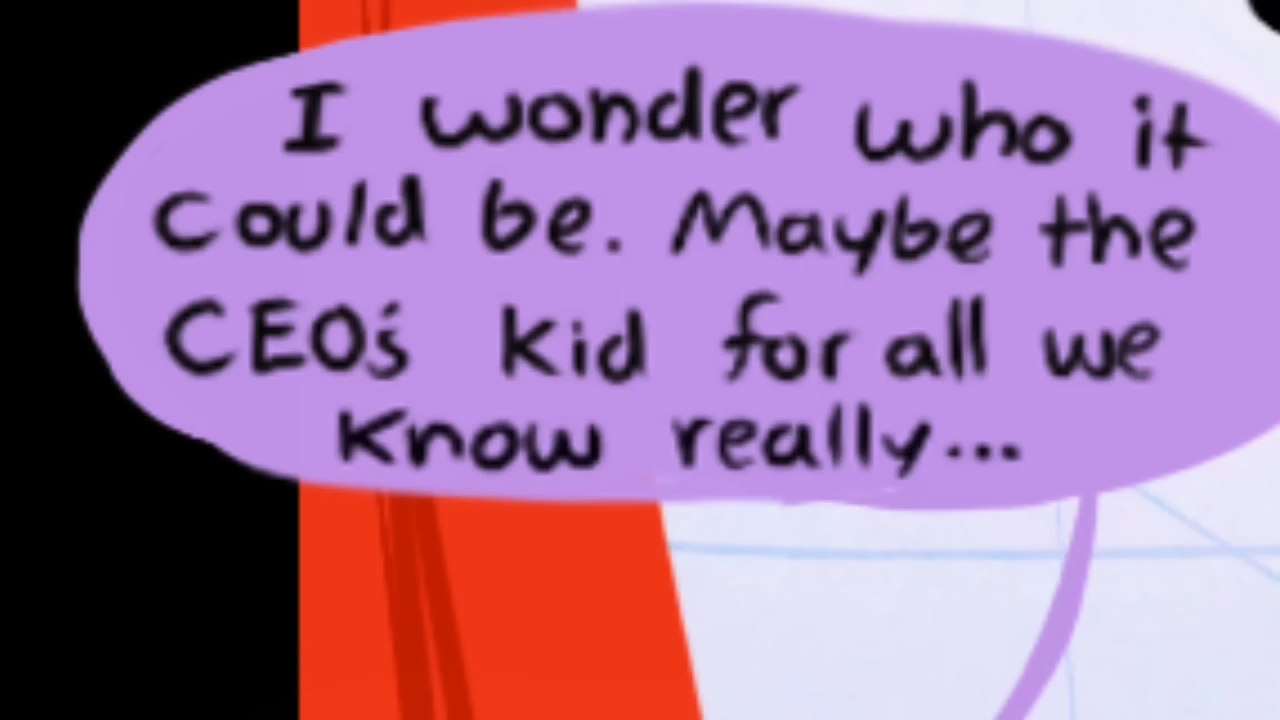 I wonder who it
Could be. Maybe the
CEO's kid for all we
Know really...